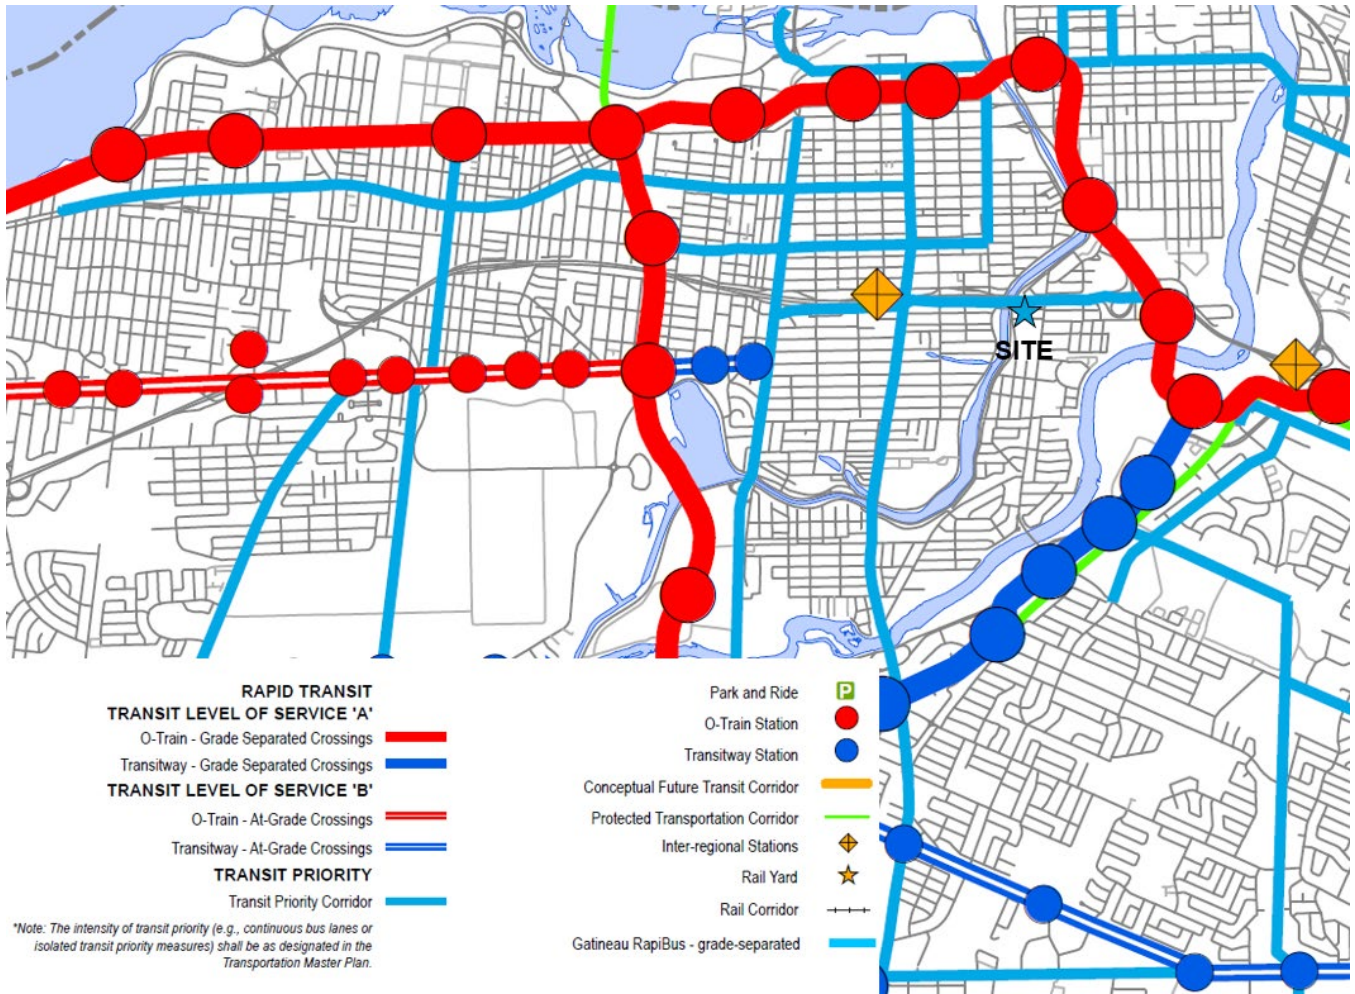 SITE
RAPID TRANSIT
TRANSIT LEVEL OF SERVICE 'A'
O-Train - Grade Separated Crossings
Transitway - Grade Separated Crossings
TRANSIT LEVEL OF SERVICE 'B'
O-Train - At-Grade Crossings
Transitway - At-Grade Crossings
TRANSIT PRIORITY
Transit Priority Corridor
*Note: The intensity of transit priority (e.g., continuous bus lanes or
isolated transit priority measures) shall be as designated in the
Transportation Master Plan.
Park and Ride P
O-Train Station
Transitway Station
Conceptual Future Transit Corridor
Protected Transportation Corridor
Inter-regional Stations
Rail Yard
Rail Corridor
Gatineau RapiBus - grade-separated